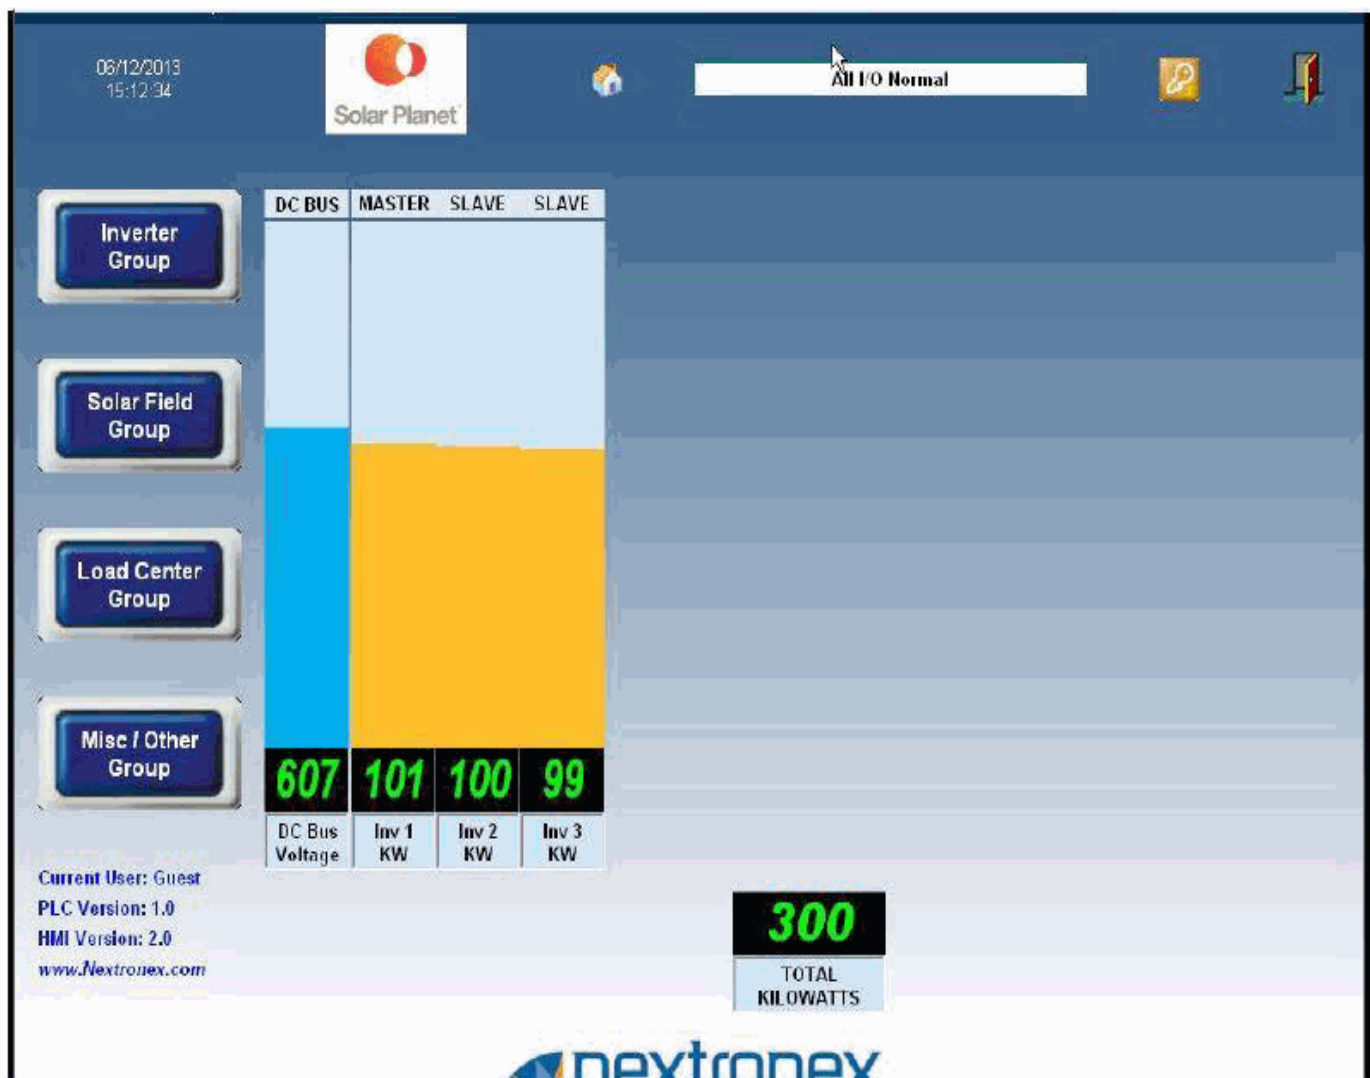 06/12/2013
15:12:34
Solar Planet
All I/O Normal
Inverter
Group
Solar Field
Group
Load Center
Group
Misc / Other
Group
DC BUS MASTER SLAVE SLAVE
607 101 100 99
DC Bus Inv 1 Inv 2 Inv 3
Voltage KW KW KW
Current User: Guest
PLC Version: 1.0
HMI Version: 2.0
www.Nextronex.com
300
TOTAL
KILOWATTS
nextronex